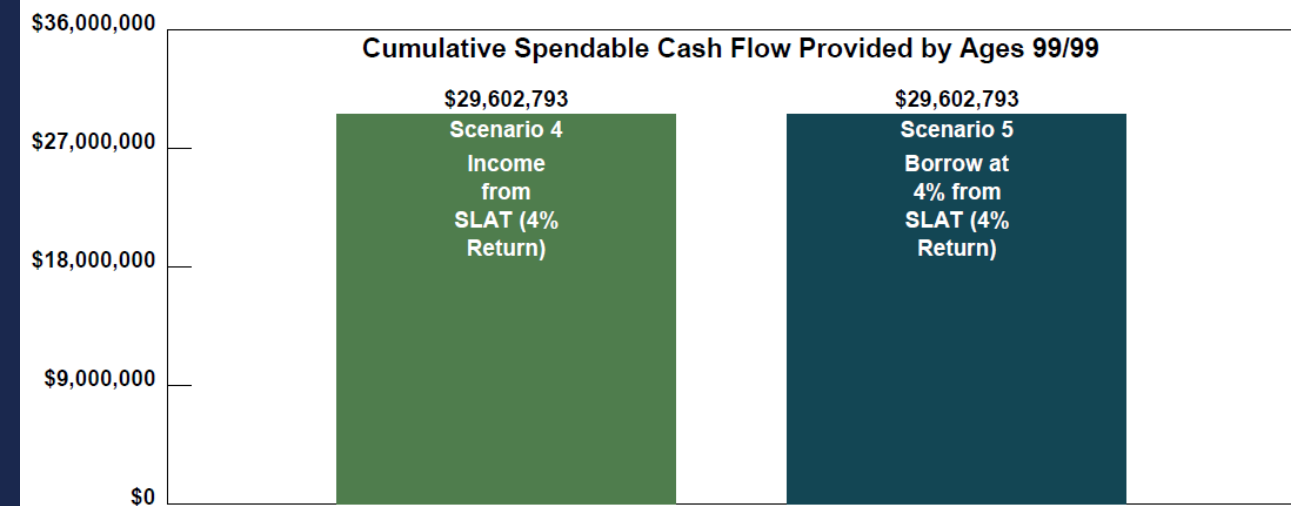 $36,000,000
Cumulative Spendable Cash Flow Provided by Ages 99/99
$29,602,793
$29,602,793
Scenario 4
Income
from
SLAT (4%
Return)
Scenario 5
Borrow at
4% from
SLAT (4%
Return)
$27,000,000
$18,000,000
$9,000,000
$0